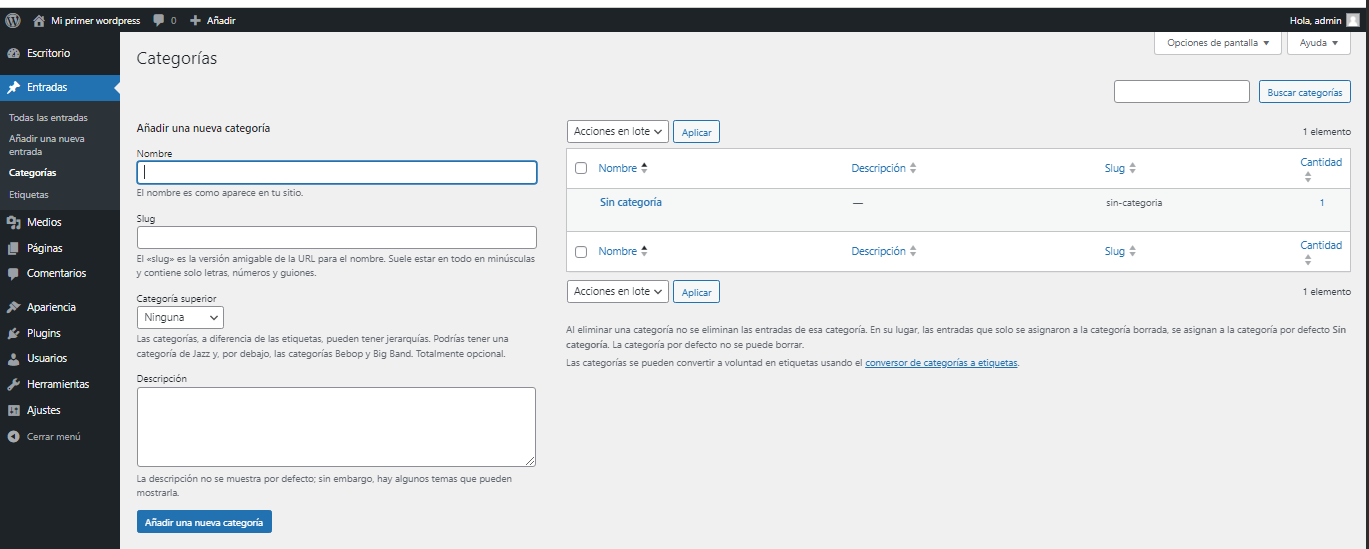 Mi primer wordpress 0 Añadir Hola, admin
Escritorio
Entradas
Todas las entradas
Añadir una nueva
entrada
Categorías
Etiquetas
Medios
Páginas
Comentarios
Apariencia
Plugins
Usuarios
Herramientas
Ajustes
Cerrar menú
Opciones de pantalla Ayuda
Categorías
Buscar categorías
Añadir una nueva categoría
Nombre
El nombre es como aparece en tu sitio.
Slug
El «slug» es la versión amigable de la URL para el nombre. Suele estar en todo en minúsculas
y contiene solo letras, números y guiones.
Categoría superior
Ninguna
Las categorías, a diferencia de las etiquetas, pueden tener jerarquías. Podrías tener una
categoría de Jazz y, por debajo, las categorías Bebop y Big Band. Totalmente opcional.
Descripción
La descripción no se muestra por defecto; sin embargo, hay algunos temas que pueden
mostrarla.
Añadir una nueva categoría
Acciones en lote Aplicar 1 elemento
Nombre Descripción Slug Cantidad
Sin categoría — sin-categoria 1
Nombre Descripción Slug Cantidad
Acciones en lote Aplicar 1 elemento
Al eliminar una categoría no se eliminan las entradas de esa categoría. En su lugar, las entradas que solo se asignaron a la categoría borrada, se asignan a la categoría por defecto Sin
categoría. La categoría por defecto no se puede borrar.
Las categorías se pueden convertir a voluntad en etiquetas usando el conversor de categorías a etiquetas.